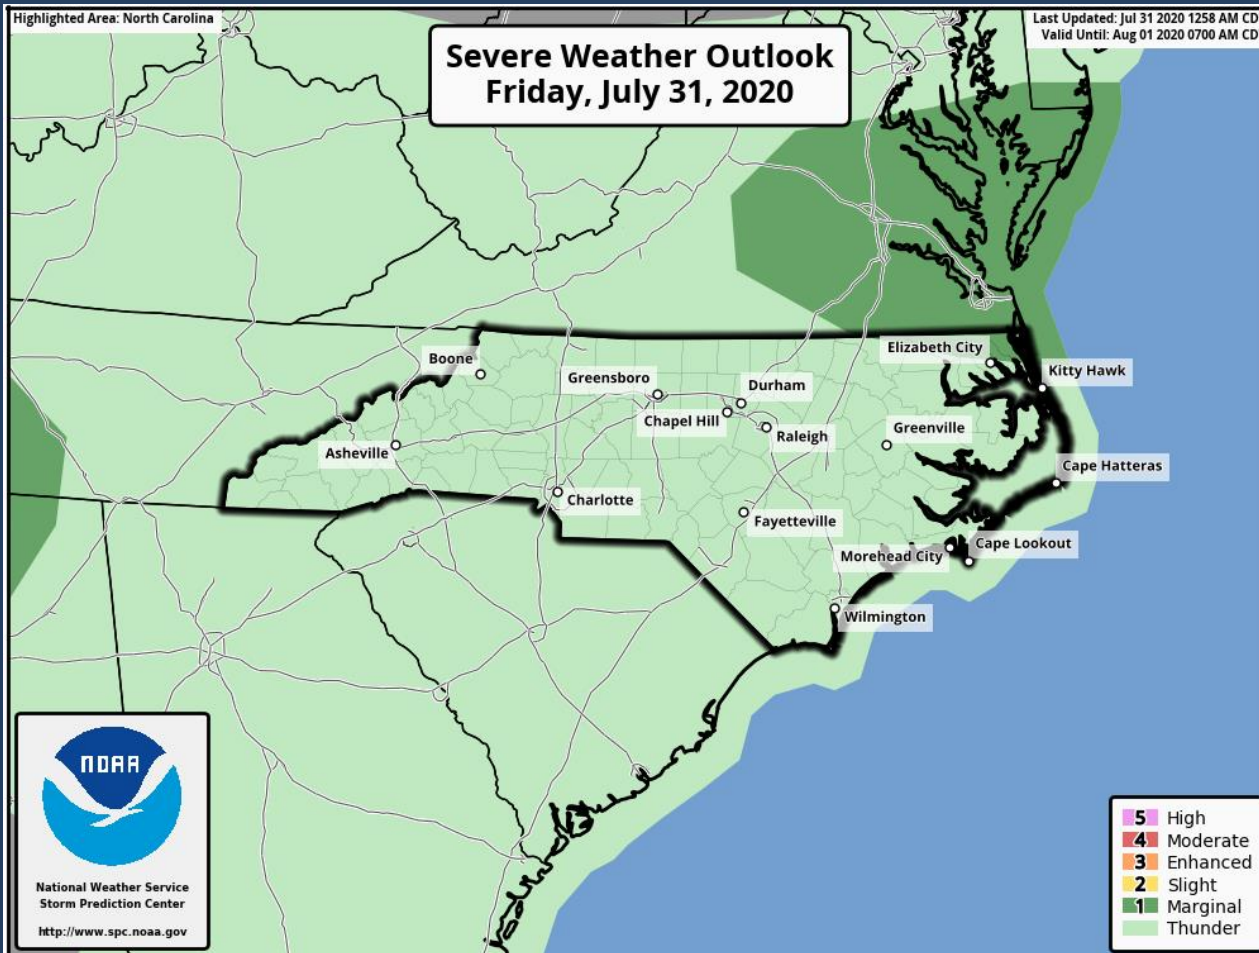 Highlighted Area: North Carolina
Last Updated: Jul 31 2020 1258 AM CD
Valid Until: Aug 01 2020 0700 AM CD
Severe Weather Outlook
Friday, July 31, 2020
Boone
Greensboro
Durham
Elizabeth City
Kitty Hawk
Chapel Hill
Raleigh
Greenville
Asheville
Cape Hatteras
Charlotte
Fayetteville
Morehead City
Cape Lookout
Wilmington
NOAA
National Weather Service
Storm Prediction Center
http://www.spc.noaa.gov
5 High
4 Moderate
3 Enhanced
2 Slight
1 Marginal
Thunder